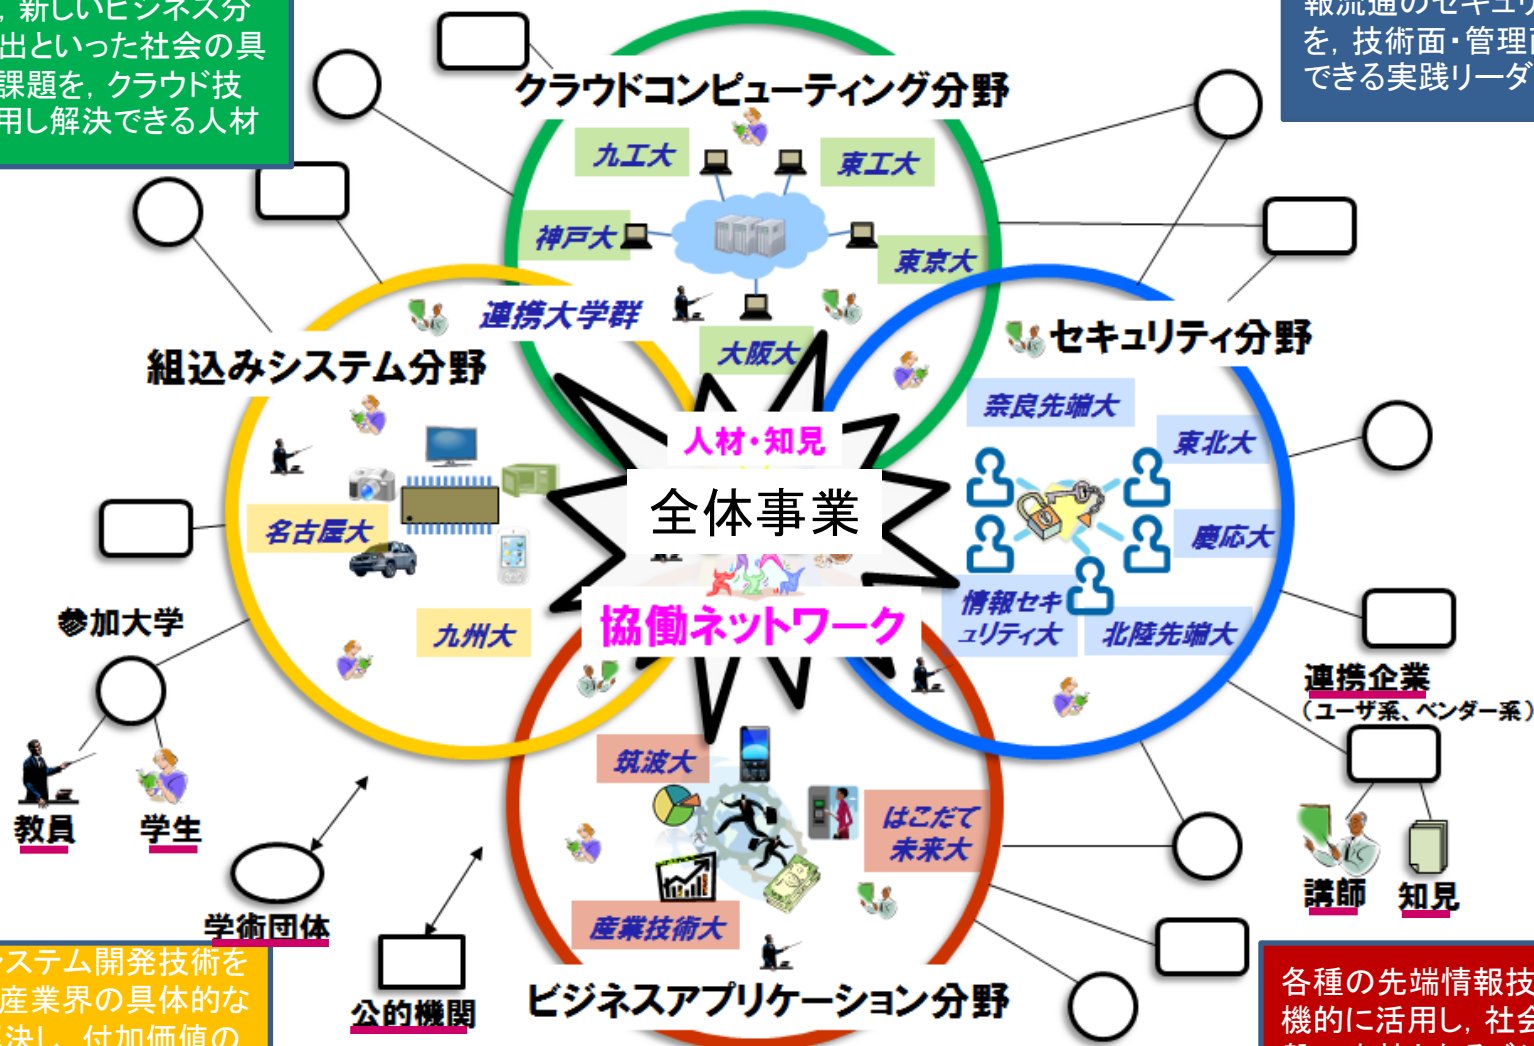 , 新しいビジネス分
出といった社会の具
課題を, クラウド技
用し解決できる人材
報流通のセキュリ
を, 技術面・管理
できる実践リーダ
クラウドコンピューティング分野
九工大
東工大
神戸大
東京大
連携大学群
大阪大
組込みシステム分野
セキュリティ分野
奈良先端大
東北大
人材・知見
全体事業
名古屋大
慶応大
情報セキ
ュリティ大
北陸先端大
協働ネットワーク
九州大
参加大学
教員
学生
連携企業
（ユーザ系、ベンダー系）
講師
知見
筑波大
はこだて
未来大
産業技術大
学術団体
公的機関
ビジネスアプリケーション分野
ステム開発技術を
産業界の具体的な
決し, 付加価値の
各種の先端情報技
機的に活用し, 社会